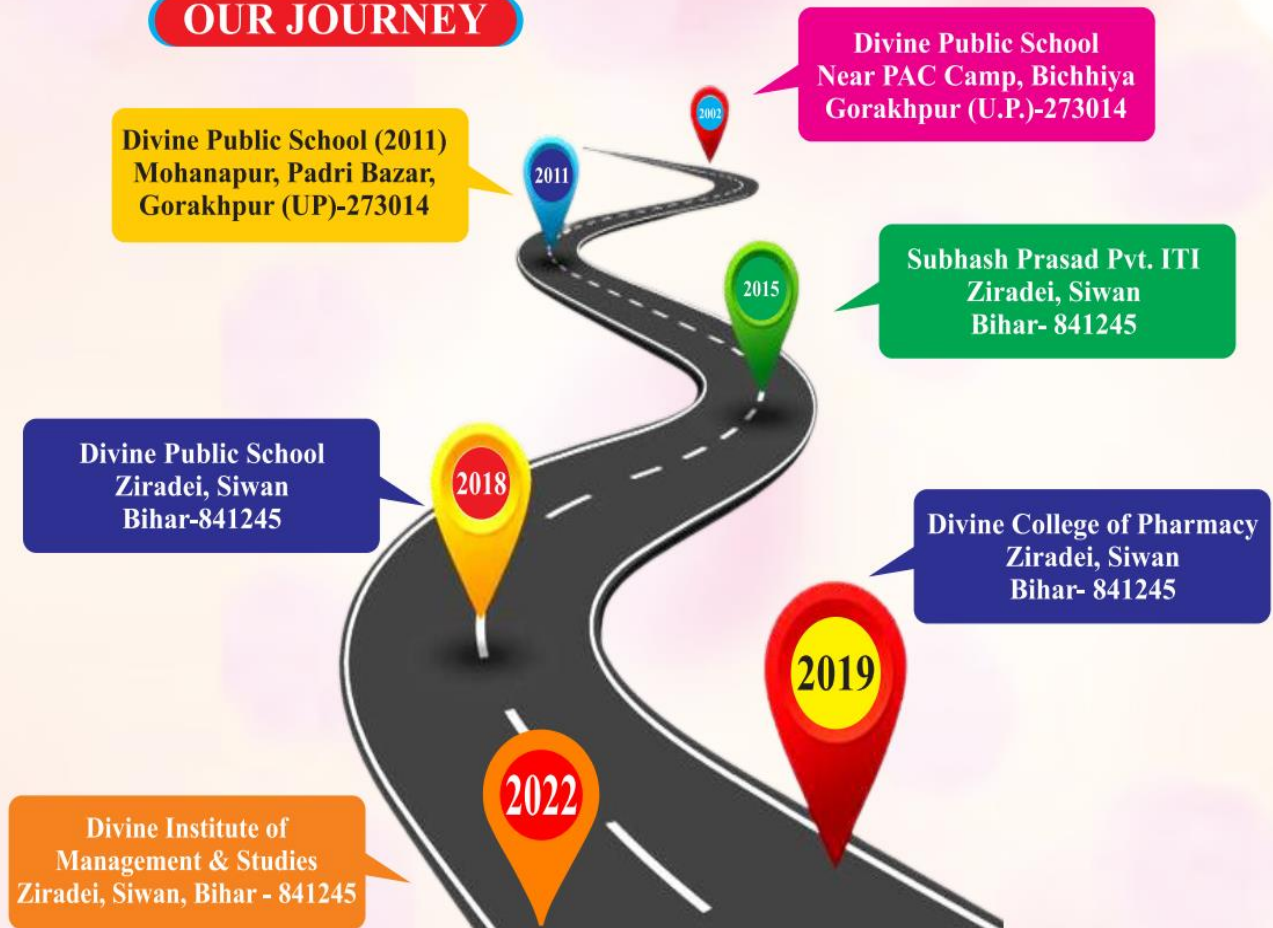 OUR JOURNEY
Divine Public School
Near PAC Camp, Bichhiya
Gorakhpur (U.P.)-273014
2002
Divine Public School (2011)
Mohanapur, Padri Bazar,
Gorakhpur (UP)-273014
2011
Subhash Prasad Pvt. ITI
Ziradei, Siwan
Bihar- 841245
2015
Divine Public School
Ziradei, Siwan
Bihar-841245
2018
Divine College of Pharmacy
Ziradei, Siwan
Bihar- 841245
2019
Divine Institute of
Management & Studies
Ziradei, Siwan, Bihar - 841245
2022